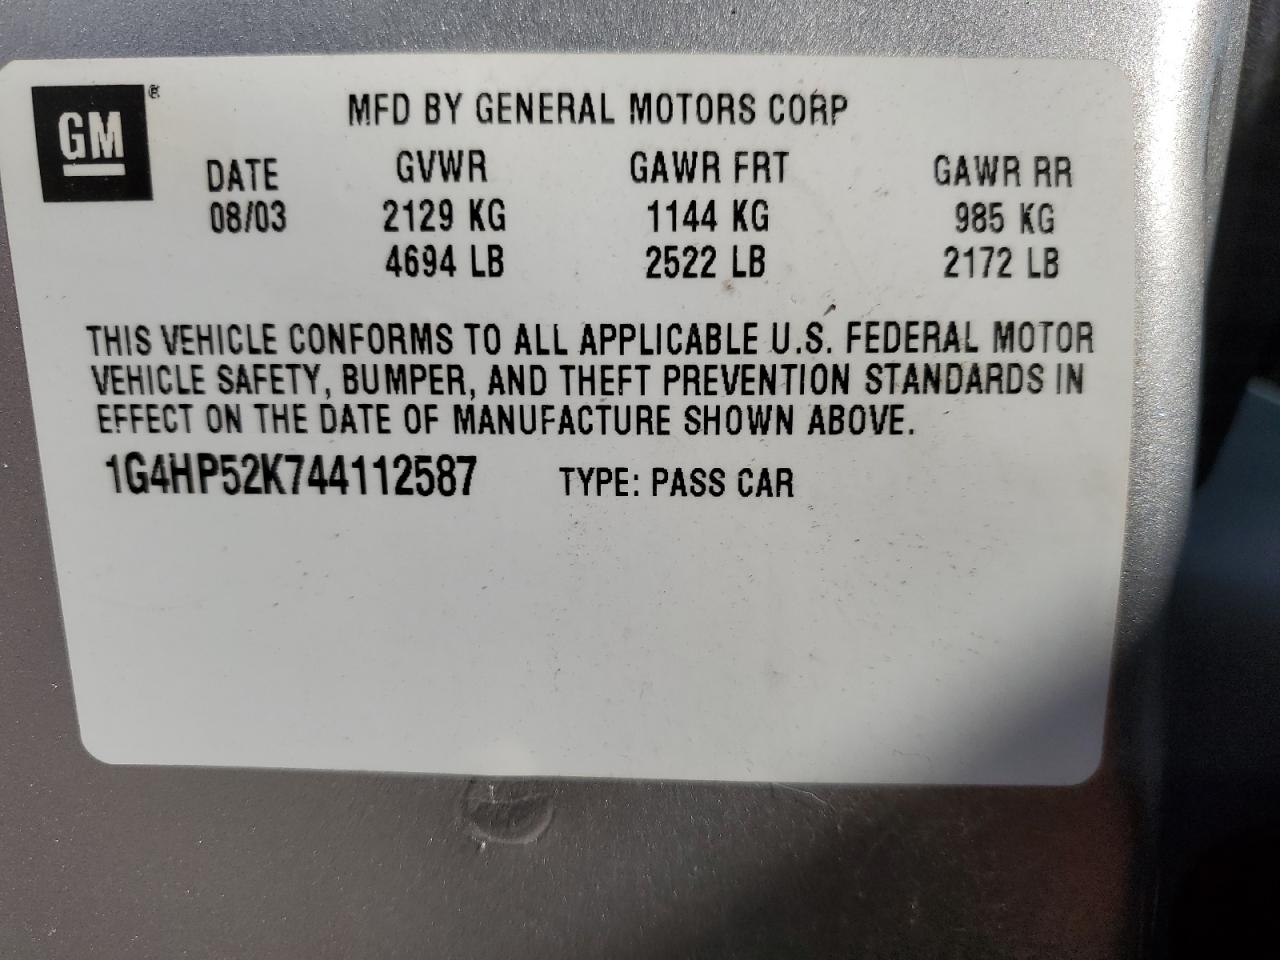 GM®
MFD BY GENERAL MOTORS CORP
DATE GVWR GAWR FRT GAWR RR
08/03 2129 KG 1144 KG 985 KG
4694 LB 2522 LB 2172 LB
THIS VEHICLE CONFORMS TO ALL APPLICABLE U.S. FEDERAL MOTOR
VEHICLE SAFETY, BUMPER, AND THEFT PREVENTION STANDARDS IN
EFFECT ON THE DATE OF MANUFACTURE SHOWN ABOVE.
1G4HP52K744112587 TYPE: PASS CAR